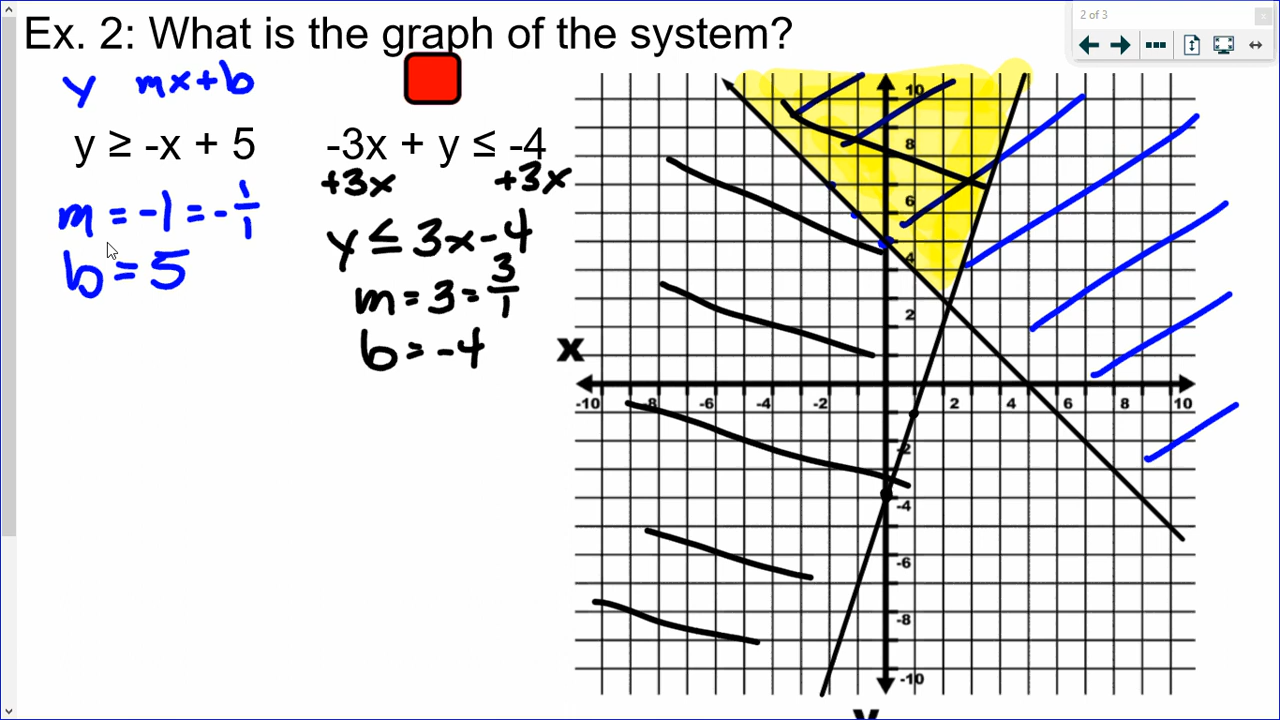 Ex. 2: What is the graph of the system?
2 of 3
y mx+b
y ≥ -x + 5
-3x + y ≤ -4
+3x +3x
m = -1 = -1/1
y ≤ 3x-4
b = 5
m = 3 = 3/1
b = -4
x
10
8
6
4
2
-10 -8 -6 -4 -2 2 4 6 8 10
-2
-4
-6
-8
-10
y